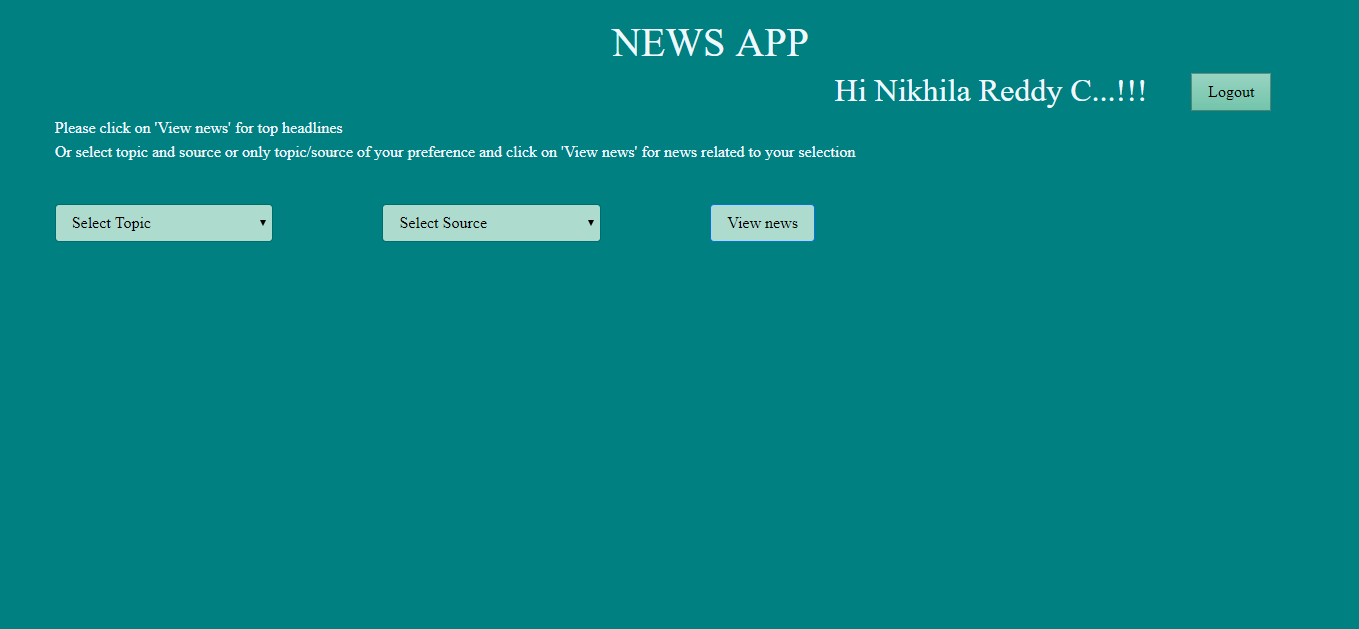 NEWS APP
Hi Nikhila Reddy C...!!!
Logout
Please click on 'View news' for top headlines
Or select topic and source or only topic/source of your preference and click on 'View news' for news related to your selection
Select Topic
Select Source
View news